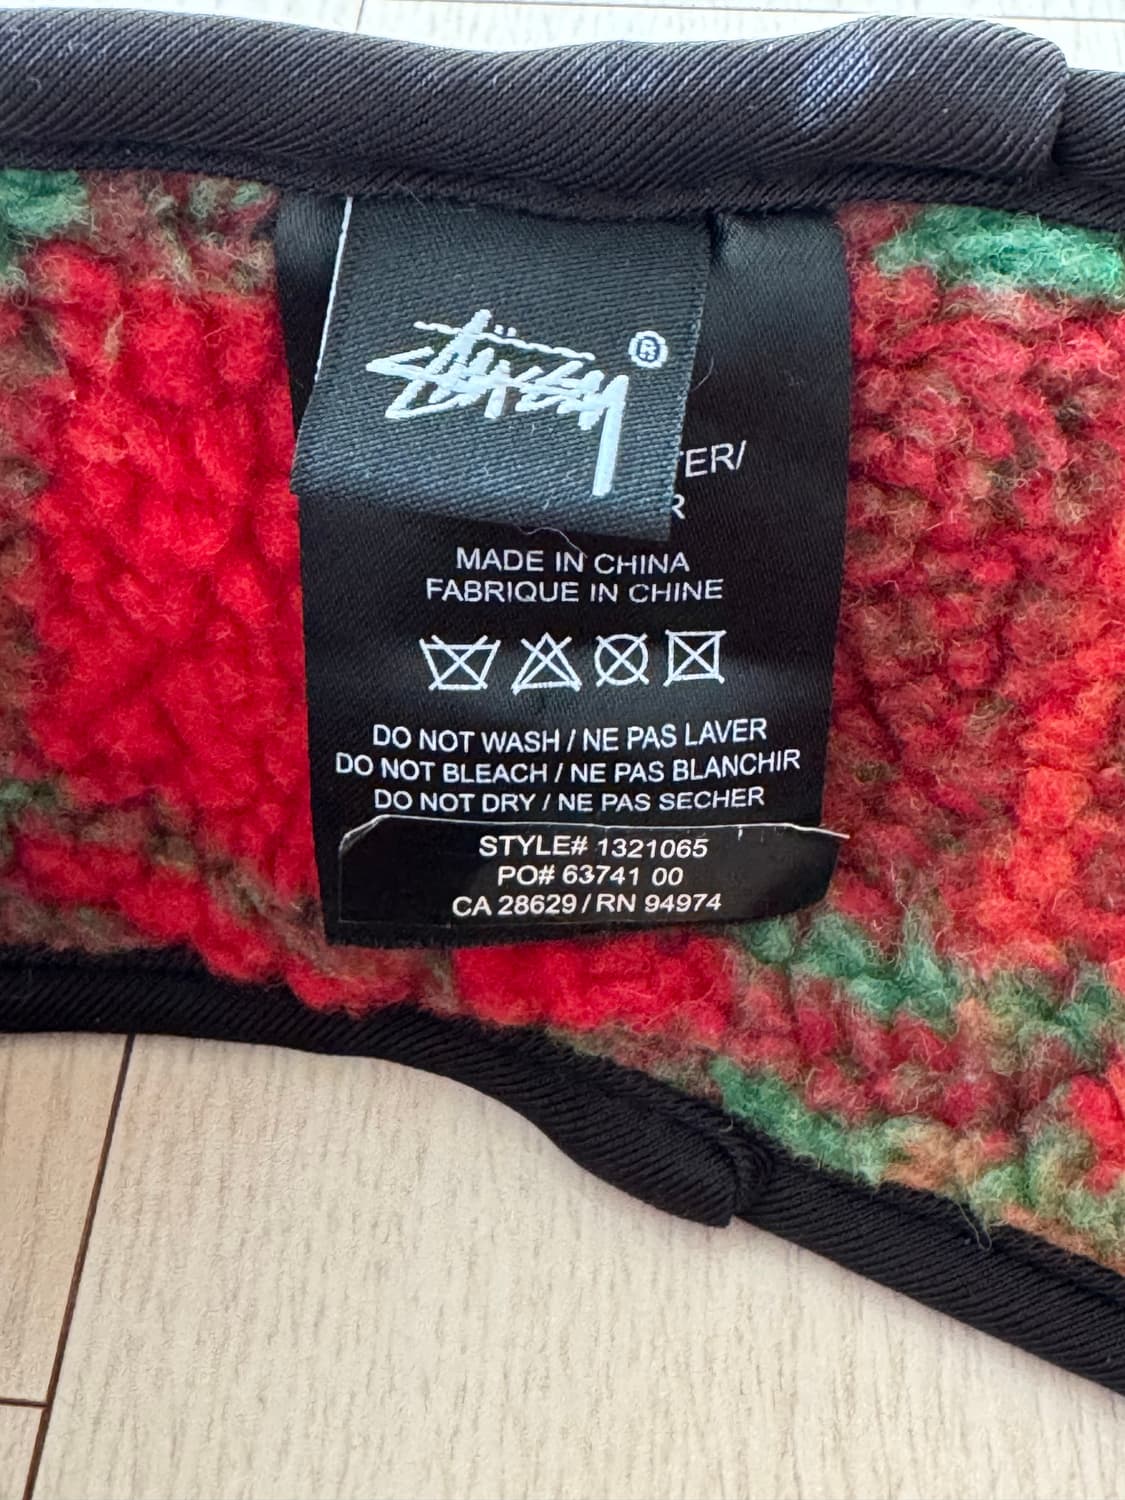 Stüssy ®
TER/
R
MADE IN CHINA
FABRIQUE IN CHINE
DO NOT WASH / NE PAS LAVER
DO NOT BLEACH / NE PAS BLANCHIR
DO NOT DRY / NE PAS SECHER
STYLE# 1321065
PO# 63741 00
CA 28629 / RN 94974